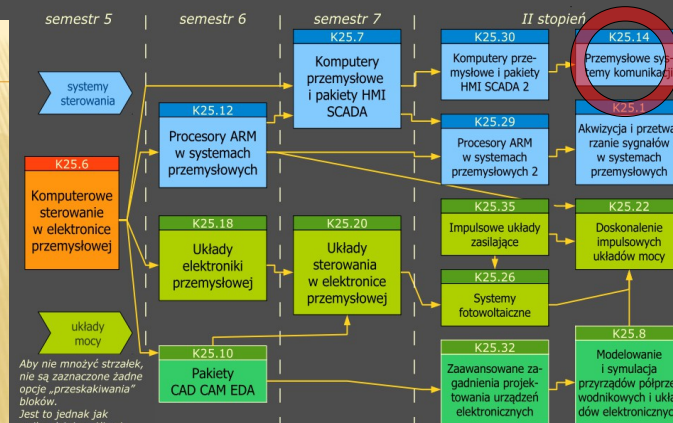 semestr 5
semestr 6
semestr 7
II stopień
systemy
sterowania
K25.6
Komputerowe
sterowanie
w elektronice
przemysłowej
układy
mocy
Aby nie mnożyć strzałek,
nie są zaznaczone żadne
opcje „przeskakiwania”
bloków.
Jest to jednak jak
K25.12
Procesory ARM
w systemach
przemysłowych
K25.18
Układy
elektroniki
przemysłowej
K25.10
Pakiety
CAD CAM EDA
K25.7
Komputery
przemysłowe
i pakiety HMI
SCADA
K25.20
Układy
sterowania
w elektronice
przemysłowej
K25.30
Komputery prze-
mysłowe i pakiety
HMI SCADA 2
K25.29
Procesory ARM
w systemach
przemysłowych 2
K25.35
Impulsowe układy
zasilające
K25.26
Systemy
fotowoltaiczne
K25.32
Zaawansowane za-
gadnienia projek-
towania urządzeń
elektronicznych
K25.14
Przemysłowe sys-
temy komunikacji
K25.1
Akwizycja i przetwa-
rzanie sygnałów
w systemach
przemysłowych
K25.22
Doskonalenie
impulsowych
układów mocy
K25.8
Modelowanie
i symulacja
przyrządów półprze-
wodnikowych i ukła-
dów elektronicznych